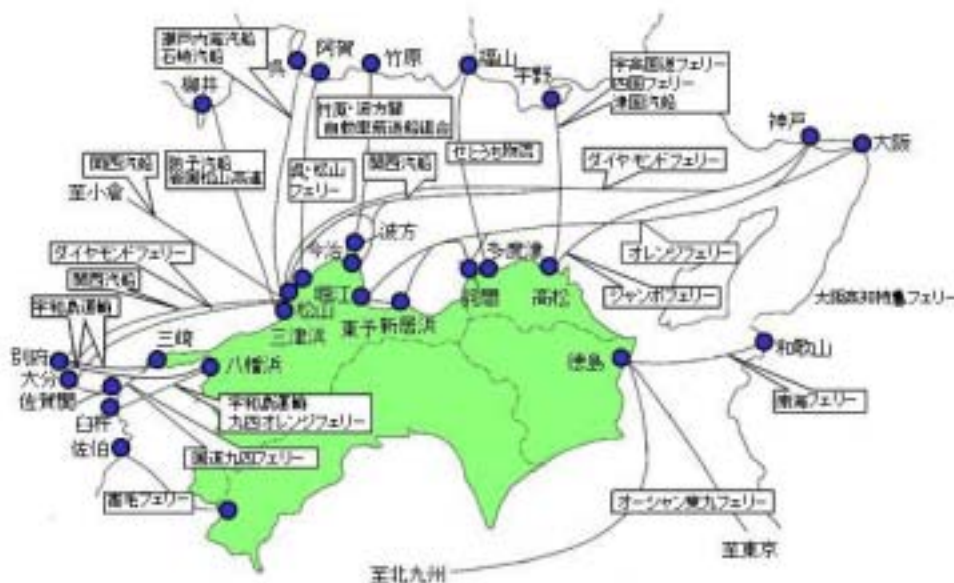 瀬戸内海汽船
石崎汽船
呉
阿賀
竹原
福山
宇野
宇高国道フェリー
四国フェリー
津国汽船
柳井
竹原・波方間
自動車航送船組合
神戸
大阪
関西汽船
防予汽船
呉・松山
フェリー
関西汽船
ダイヤモンドフェリー
至小倉
波方
今治
多度津
オレンジフェリー
ダイヤモンドフェリー
関西汽船
堀江
詫間
高松
ジャンボフェリー
松山
大阪高知特急フェリー
宇和島運輸
三津浜
東予
新居浜
三崎
和歌山
別府
八幡浜
徳島
大分
佐賀関
南海フェリー
臼杵
宇和島運輸
九四オレンジフェリー
佐伯
国道九四フェリー
宿毛フェリー
オーシャン東九フェリー
至東京
至北九州